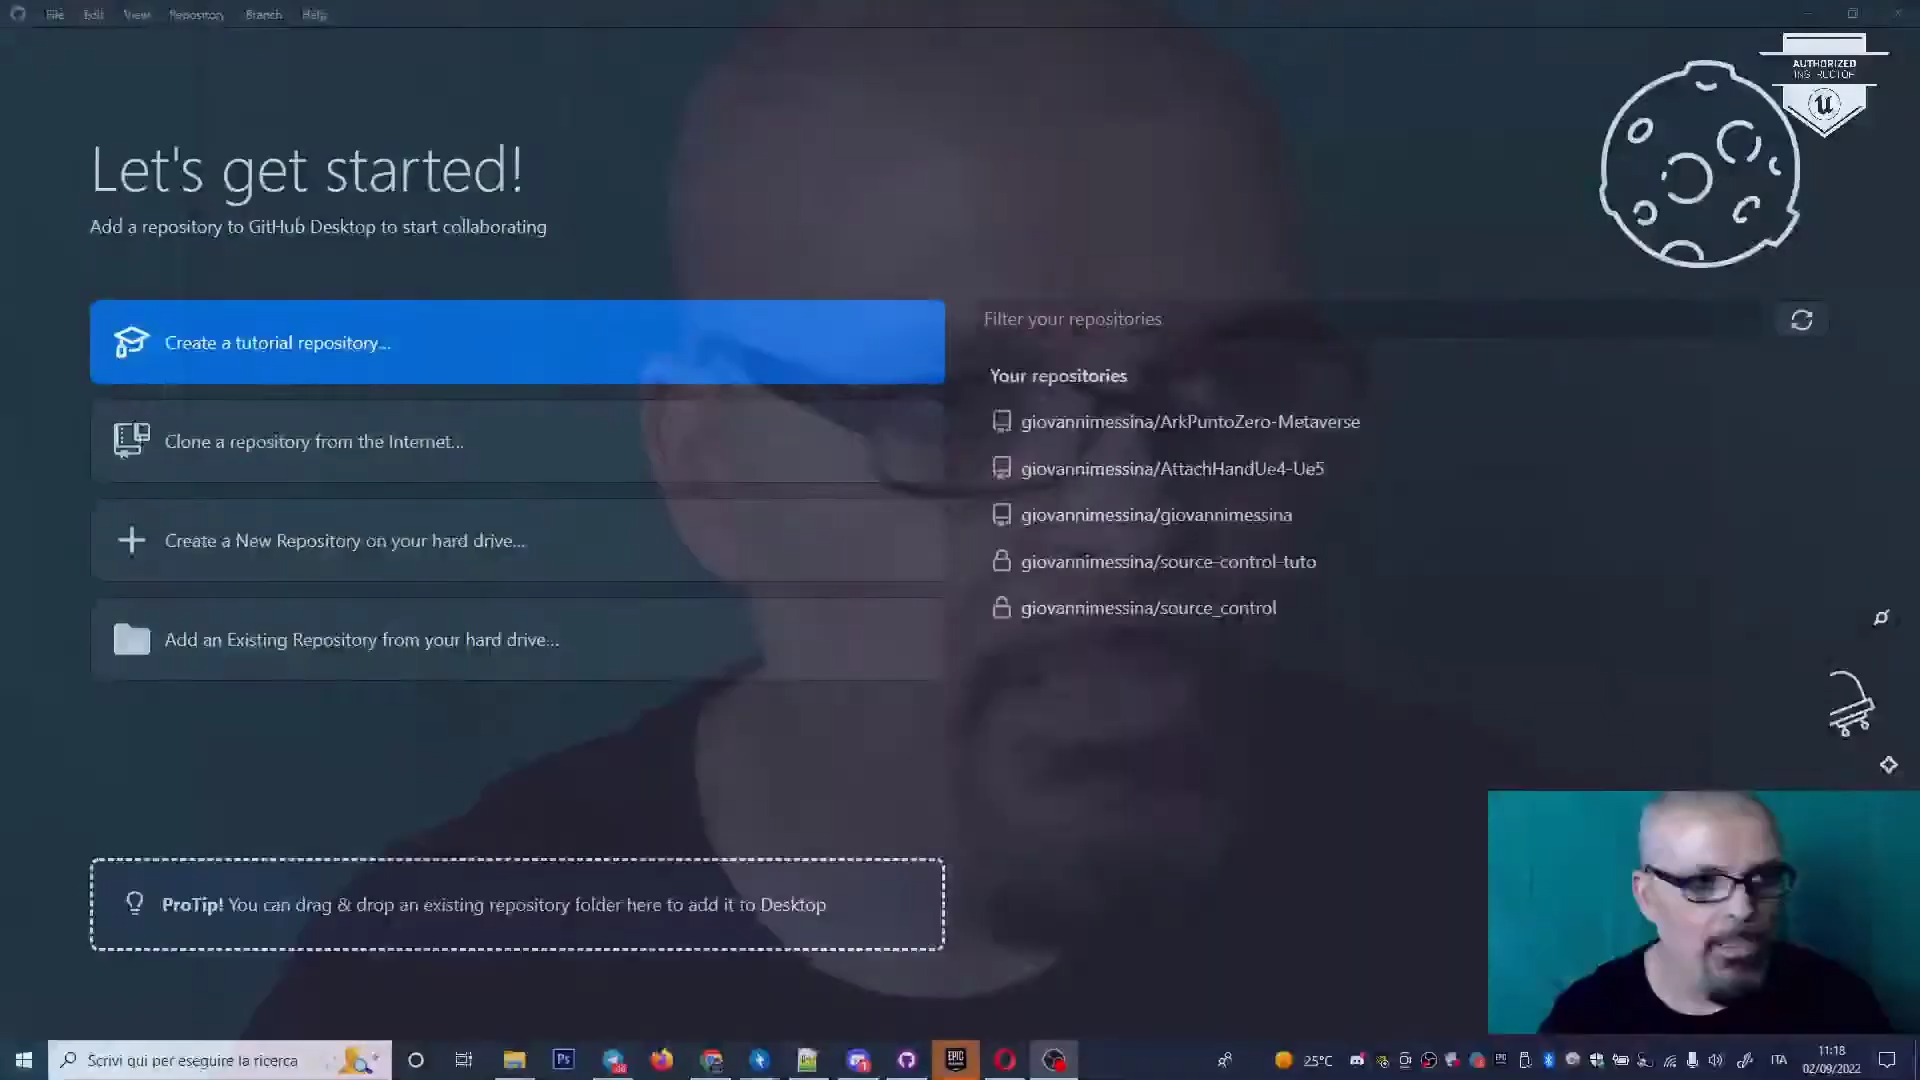 File Edit View Repository Branch Help
AUTHORIZED
INSTRUCTOR
Let's get started!
Add a repository to GitHub Desktop to start collaborating
Create a tutorial repository...
Clone a repository from the Internet...
Create a New Repository on your hard drive...
Add an Existing Repository from your hard drive...
ProTip! You can drag & drop an existing repository folder here to add it to Desktop
Filter your repositories
Your repositories
giovannimessina/ArkPuntoZero-Metaverse
giovannimessina/AttachHandUe4-Ue5
giovannimessina/giovannimessina
giovannimessina/source-control-tuto
giovannimessina/source_control
Scrivi qui per eseguire la ricerca
Ps
EPIC
25°C
ITA
11:18
02/09/2022